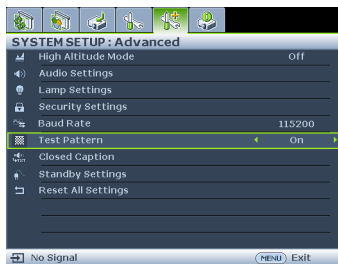 SYSTEM SETUP : Advanced
High Altitude Mode Off
Audio Settings
Lamp Settings
Security Settings
Baud Rate 115200
Test Pattern On
Closed Caption
Standby Settings
Reset All Settings
No Signal MENU Exit